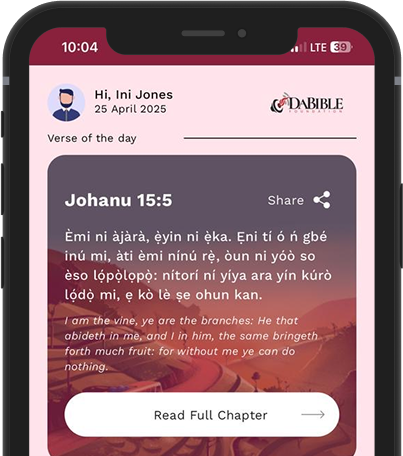 10:04
LTE 39
Hi, Ini Jones
25 April 2025
DABIBLE
FOUNDATION
Verse of the day
Johanu 15:5
Share
Èmi ni àjàrà, ẹ̀yin ni ẹ̀ka. Ẹni tí ó ń gbé
inú mi, àti èmi nínú rẹ̀, òun ni yóò so
èso lọ́pọ̀lọpọ̀: nítorí ní yíya ara yín kúrò
lọ́dọ̀ mi, ẹ kò lè ṣe ohun kan.
I am the vine, ye are the branches: He that
abideth in me, and I in him, the same bringeth
forth much fruit: for without me ye can do
nothing.
Read Full Chapter